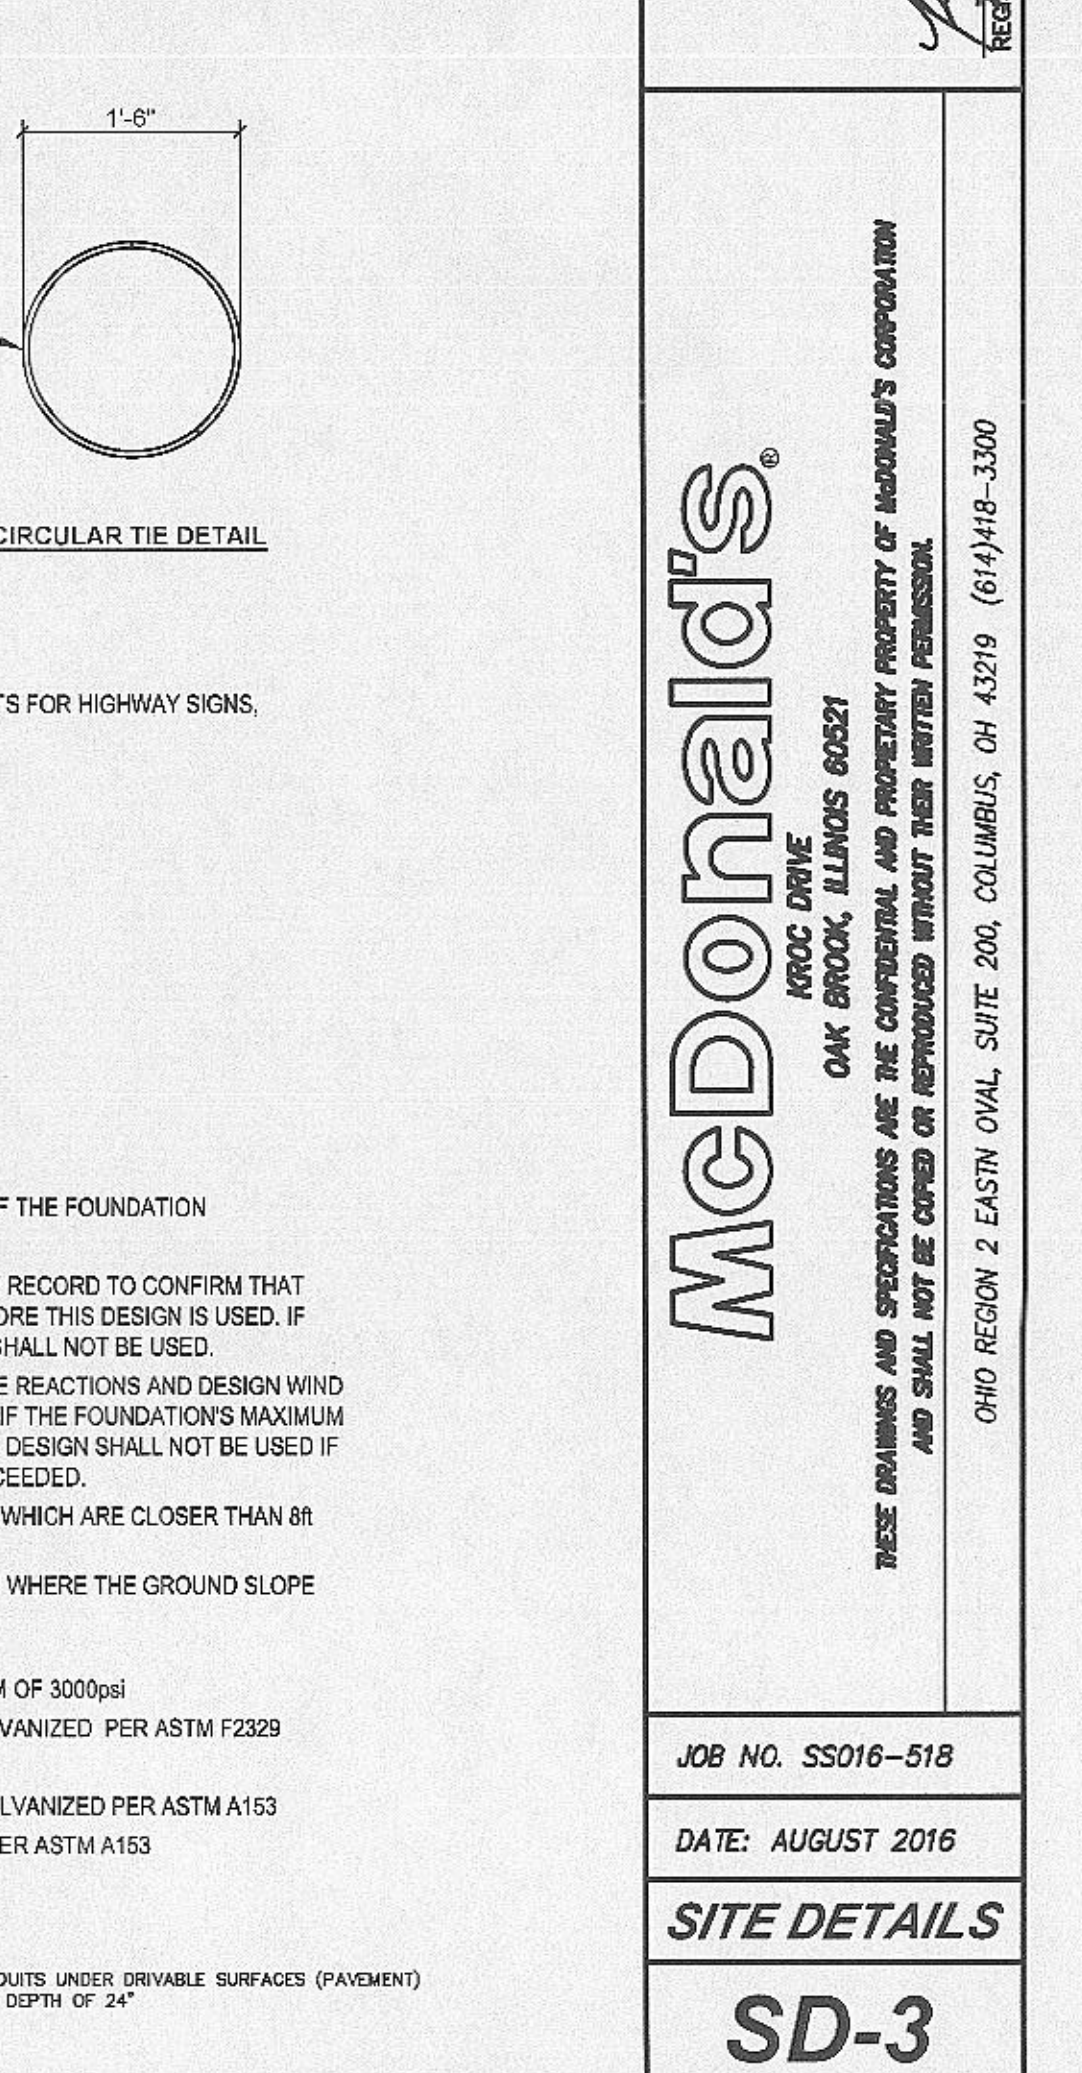 1'-6"
CIRCULAR TIE DETAIL
TS FOR HIGHWAY SIGNS,
F THE FOUNDATION
RECORD TO CONFIRM THAT
ORE THIS DESIGN IS USED. IF
SHALL NOT BE USED.
E REACTIONS AND DESIGN WIND
IF THE FOUNDATION'S MAXIMUM
DESIGN SHALL NOT BE USED IF
CEEDED.
WHICH ARE CLOSER THAN 8ft
WHERE THE GROUND SLOPE
M OF 3000psi
VANIZED PER ASTM F2329
LVANIZED PER ASTM A153
ER ASTM A153
DUITS UNDER DRIVABLE SURFACES (PAVEMENT)
DEPTH OF 24"
REG
McDonald's®
KROC DRIVE
OAK BROOK, ILLINOIS 60521
THESE DRAWINGS AND SPECIFICATIONS ARE THE CONFIDENTIAL AND PROPIETARY PROPERTY OF McDONALD'S CORPORATION
AND SHALL NOT BE COPIED OR REPRODUCED WITHOUT THEIR WRITTEN PERMISSION.
OHIO REGION 2 EASTN OVAL, SUITE 200, COLUMBUS, OH 43219 (614)418-3300
JOB NO. SS016-518
DATE: AUGUST 2016
SITE DETAILS
SD-3